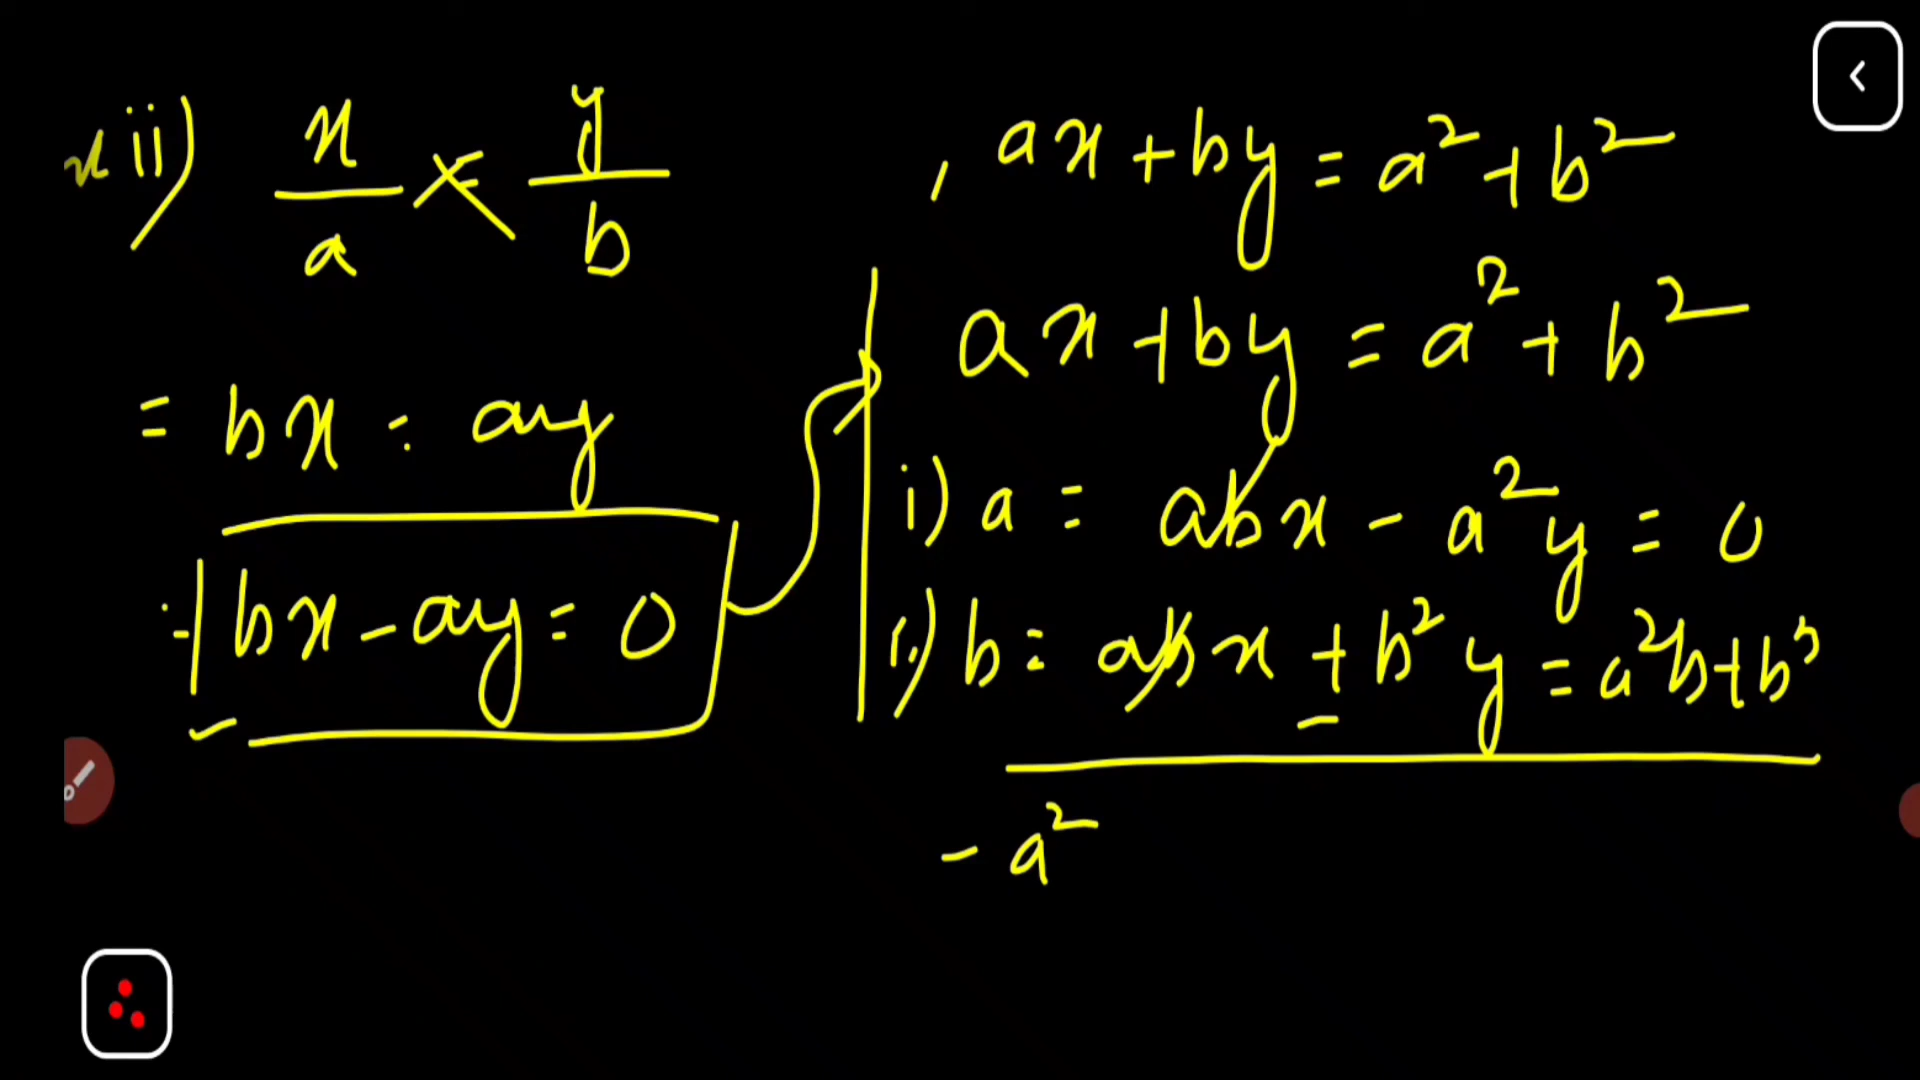 xii) x/a = y/b , ax + by = a² + b²
= bx = ay
∴ bx - ay = 0
ax + by = a² + b²
i) a = abx - a²y = 0
i) b = abx + b²y = a²b + b³
-
- a²